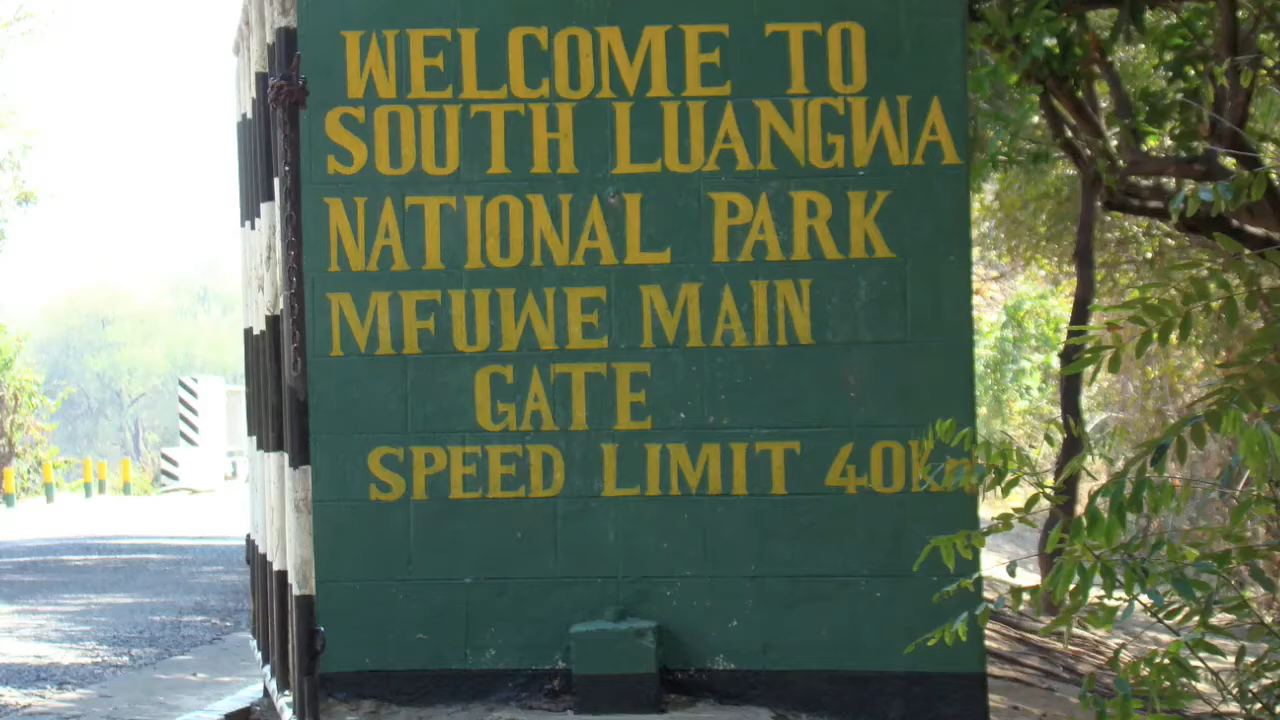 WELCOME TO
SOUTH LUANGWA
NATIONAL PARK
MFUWE MAIN
GATE
SPEED LIMIT 40K